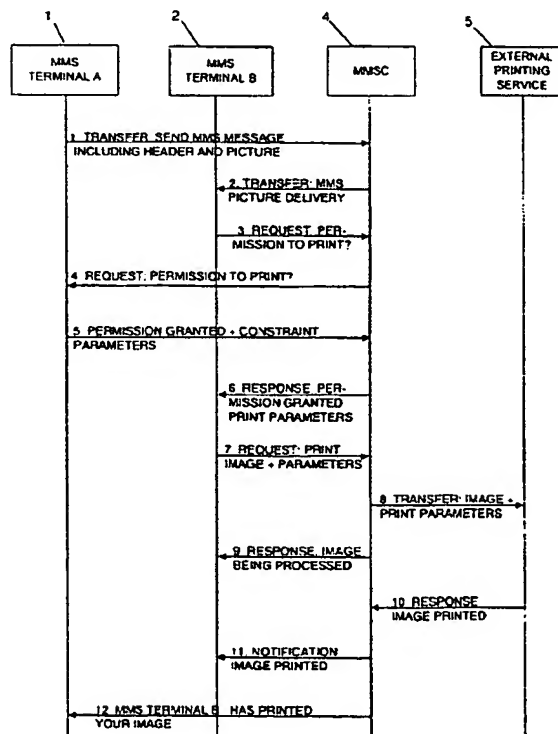 1
2
4
5
MMS
TERMINAL A
MMS
TERMINAL B
MMSC
EXTERNAL
PRINTING
SERVICE
1 TRANSFER: SEND MMS MESSAGE
INCLUDING HEADER AND PICTURE
2. TRANSFER: MMS
PICTURE DELIVERY
3 REQUEST PER-
MISSION TO PRINT?
4 REQUEST: PERMISSION TO PRINT?
5 PERMISSION GRANTED + CONSTRAINT
PARAMETERS
6 RESPONSE PER-
MISSION GRANTED
PRINT PARAMETERS
7 REQUEST: PRINT
IMAGE + PARAMETERS
8 TRANSFER: IMAGE +
PRINT PARAMETERS
9 RESPONSE. IMAGE
BEING PROCESSED
10 RESPONSE
IMAGE PRINTED
11. NOTIFICATION
IMAGE PRINTED
12 MMS TERMINAL B HAS PRINTED
YOUR IMAGE